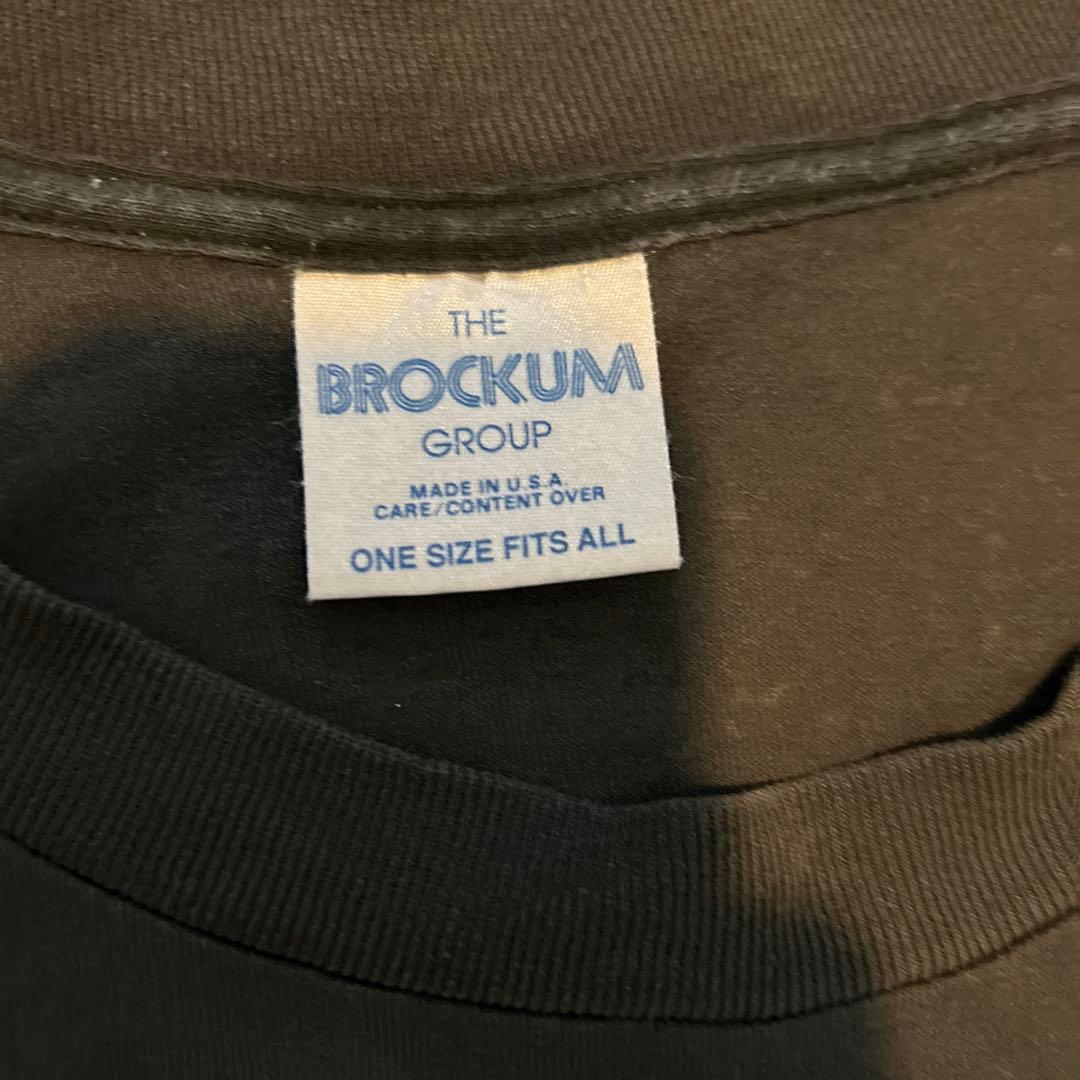 THE
BROCKUM
GROUP
MADE IN U.S.A.
CARE/CONTENT OVER
ONE SIZE FITS ALL